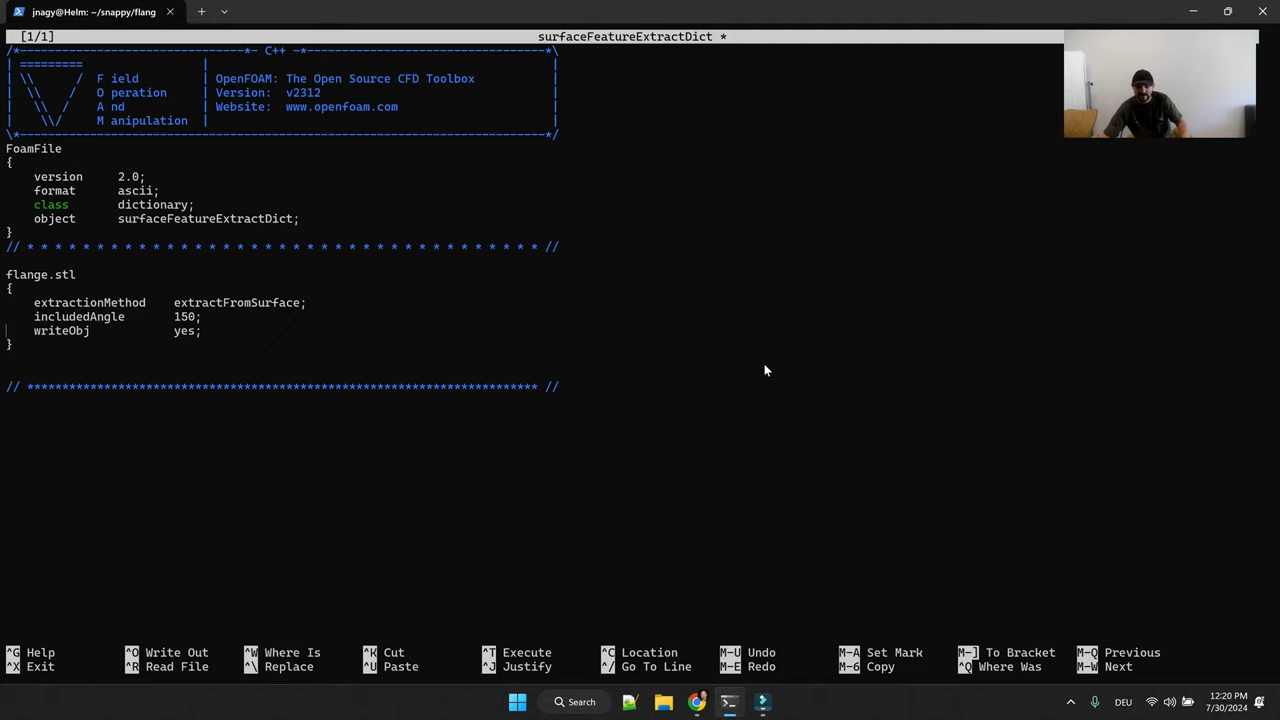 jnagy@Helm: ~/snappy/flang
[1/1] surfaceFeatureExtractDict *
/*--------------------------------*- C++ -*----------------------------------*\
| ========= | |
| \\ / F ield | OpenFOAM: The Open Source CFD Toolbox |
| \\ / O peration | Version: v2312 |
| \\ / A nd | Website: www.openfoam.com |
| \\/ M anipulation | |
\*---------------------------------------------------------------------------*/
FoamFile
{
version 2.0;
format ascii;
class dictionary;
object surfaceFeatureExtractDict;
}
// * * * * * * * * * * * * * * * * * * * * * * * * * * * * * * * * * * * * * //
flange.stl
{
extractionMethod extractFromSurface;
includedAngle 150;
writeObj yes;
}
// ************************************************************************* //
^G Help ^O Write Out ^W Where Is ^K Cut ^T Execute ^C Location M-U Undo M-A Set Mark M-] To Bracket M-Q Previous
^X Exit ^R Read File ^\ Replace ^U Paste ^J Justify ^/ Go To Line M-E Redo M-6 Copy ^Q Where Was M-W Next
Search
DEU
12:20 PM
7/30/2024